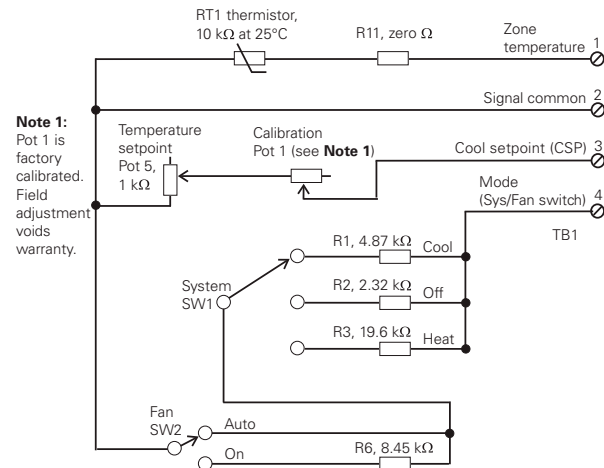 RT1 thermistor,
10 kΩ at 25°C
R11, zero Ω
Zone
temperature
1
Signal common
2
Note 1:
Pot 1 is
factory
calibrated.
Field
adjustment
voids
warranty.
Temperature
setpoint
Pot 5,
1 kΩ
Calibration
Pot 1 (see Note 1)
Cool setpoint (CSP)
3
Mode
(Sys/Fan switch)
4
TB1
System
SW1
R1, 4.87 kΩ
Cool
R2, 2.32 kΩ
Off
R3, 19.6 kΩ
Heat
Fan
SW2
Auto
On
R6, 8.45 kΩ